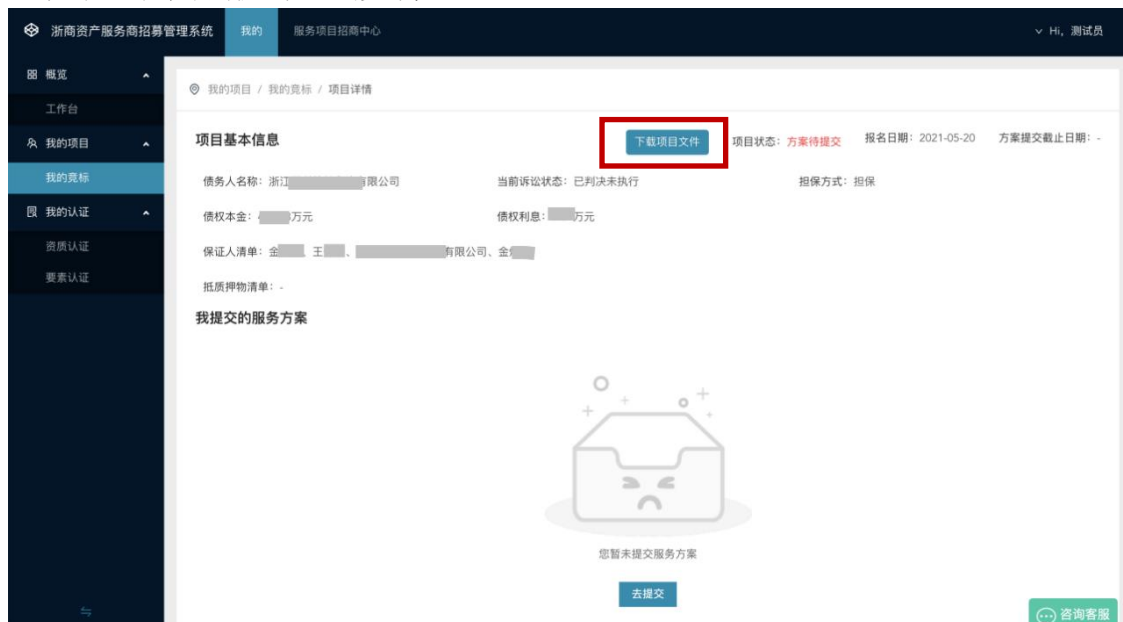 浙商资产服务商招募管理系统 我的 服务项目招商中心 Hi，测试员
概览
工作台
我的项目
我的竞标
我的认证
资质认证
要素认证
我的项目 / 我的竞标 / 项目详情
项目基本信息 下载项目文件 项目状态：方案待提交 报名日期：2021-05-20 方案提交截止日期：-
债务人名称：浙江 有限公司 当前诉讼状态：已判决未执行 担保方式：担保
债权本金： 万元 债权利息： 万元
保证人清单：金 、王 、 有限公司、金
抵质押物清单：-
我提交的服务方案
您暂未提交服务方案
去提交
咨询客服